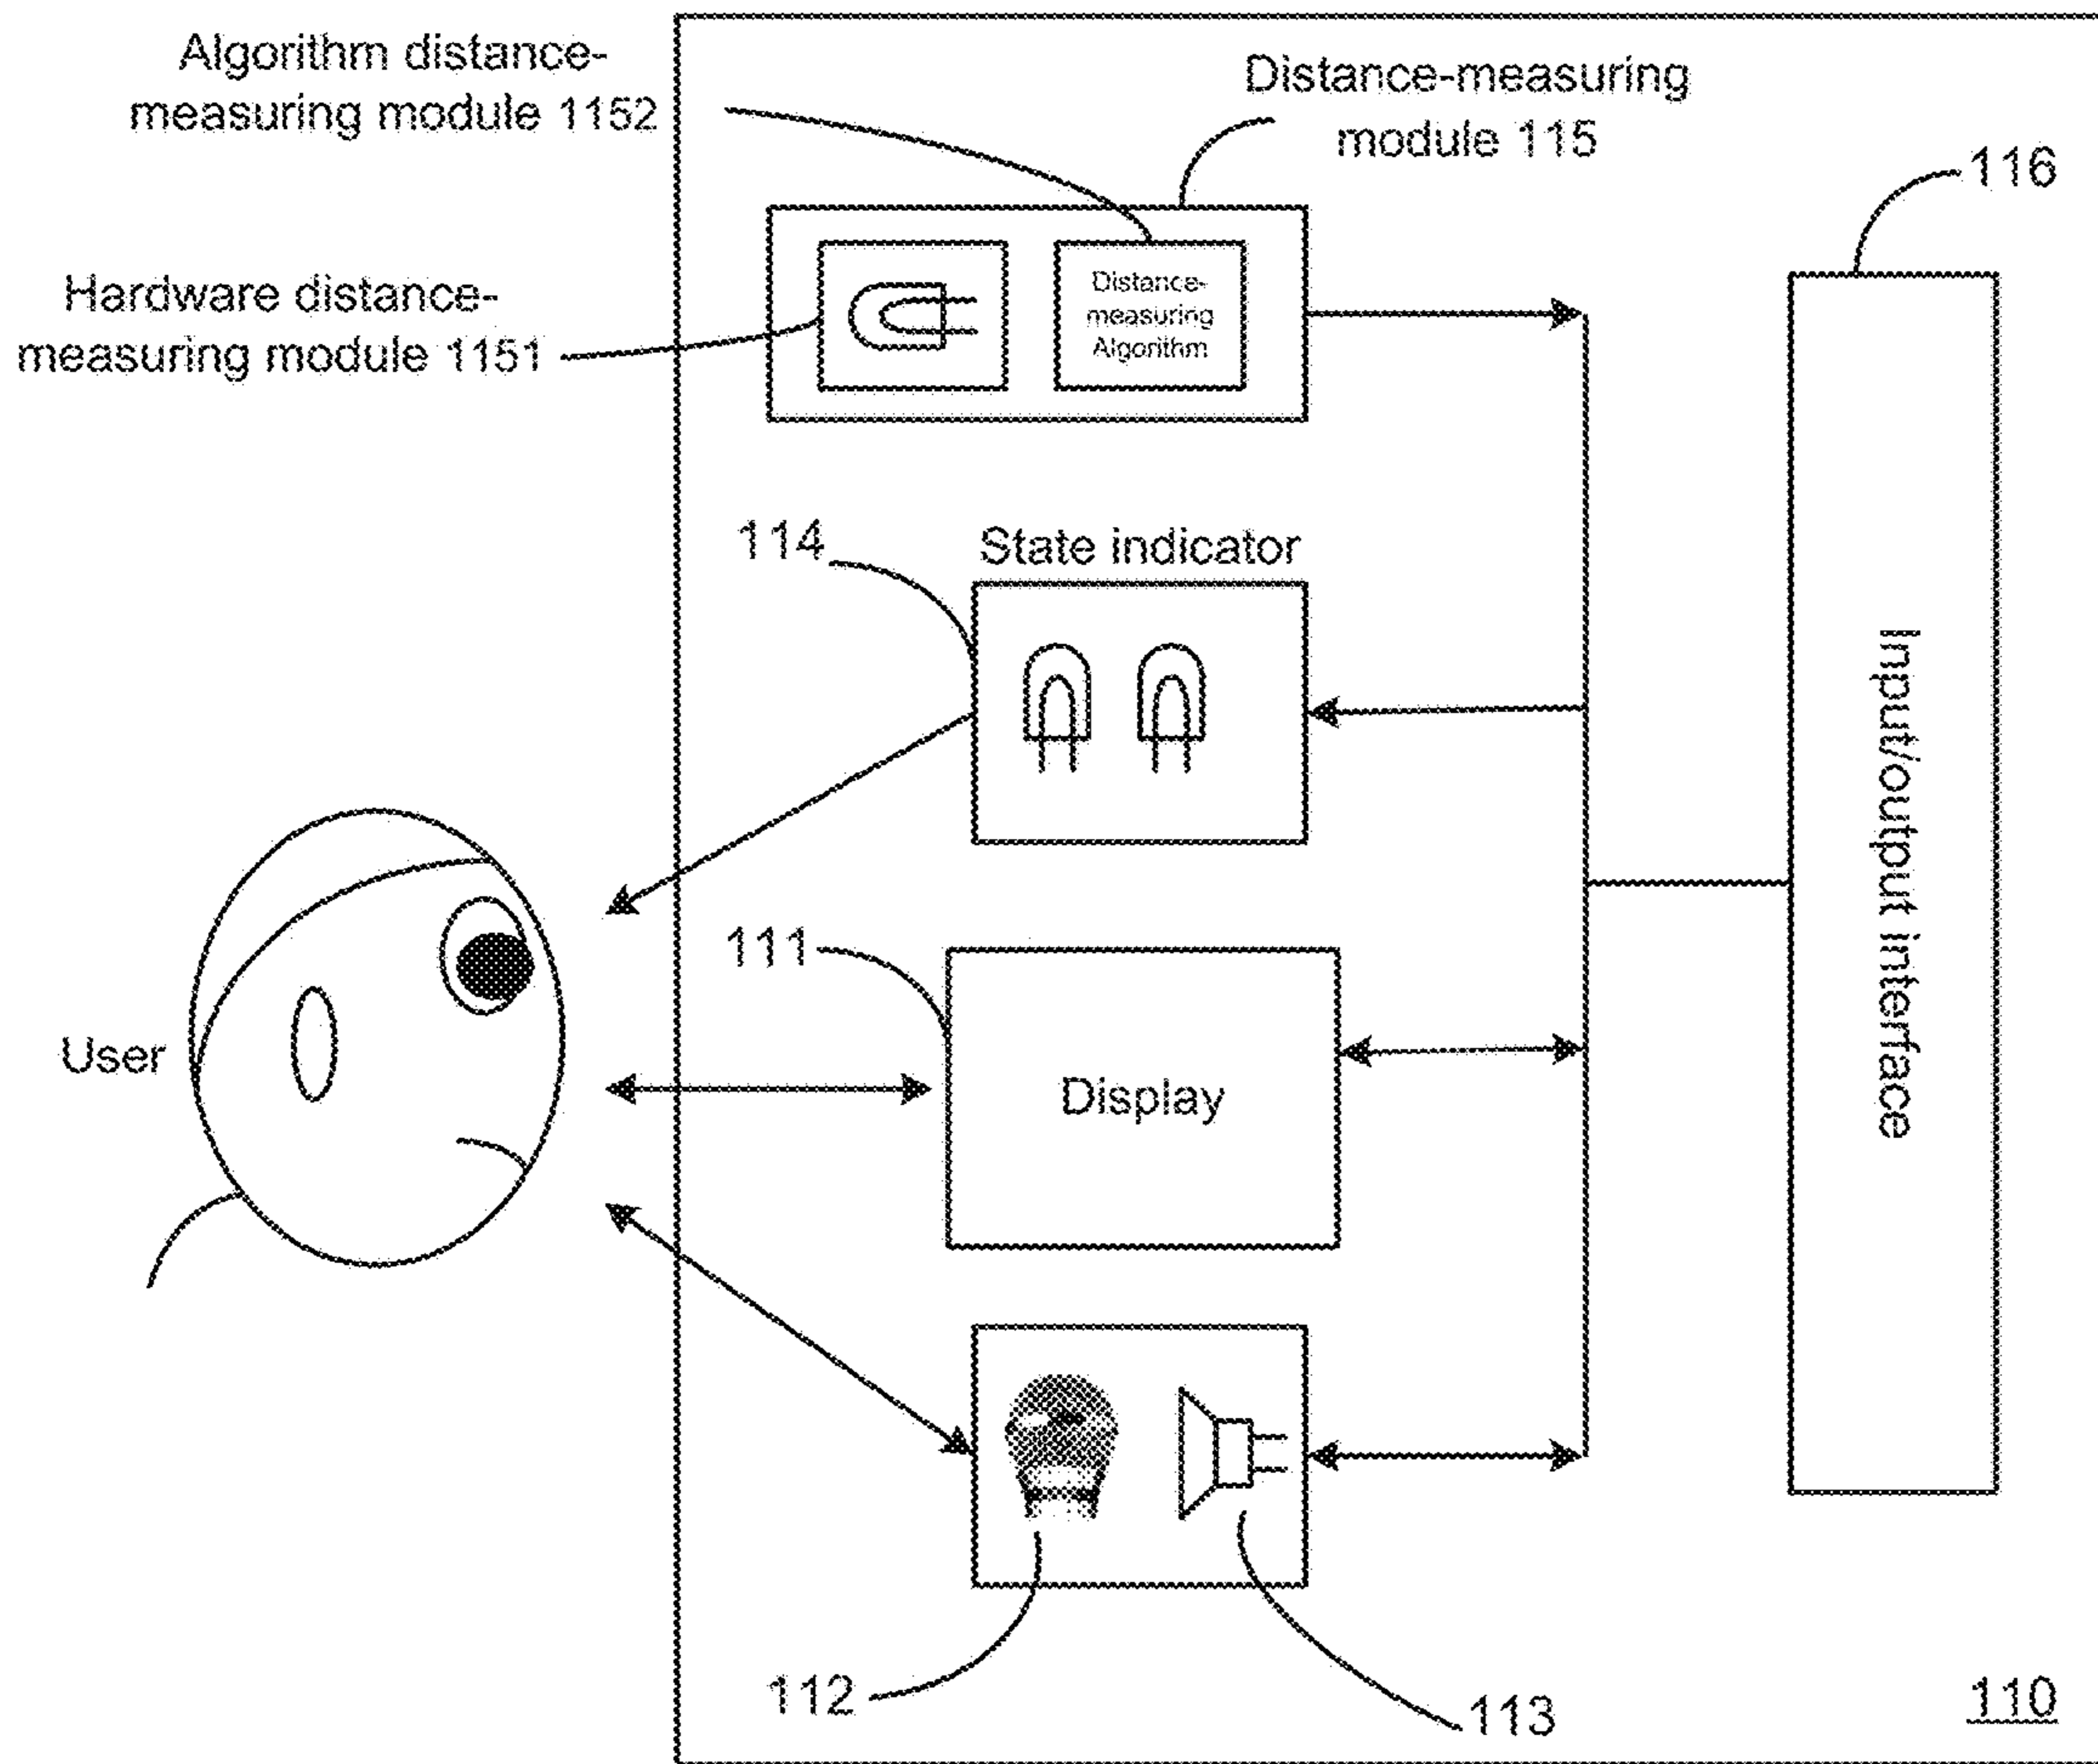 Algorithm distance-
measuring module 1152
Distance-measuring
module 115
116
Hardware distance-
measuring module 1151
Distance-
measuring
Algorithm
114
State indicator
Input/output interface
111
User
Display
112
113
110